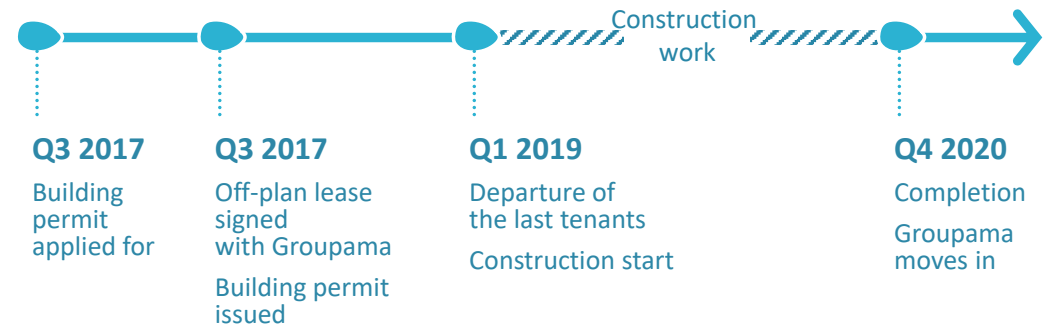 Construction
work
Q3 2017
Building
permit
applied for
Q3 2017
Off-plan lease
signed
with Groupama
Building permit
issued
Q1 2019
Departure of
the last tenants
Construction start
Q4 2020
Completion
Groupama
moves in